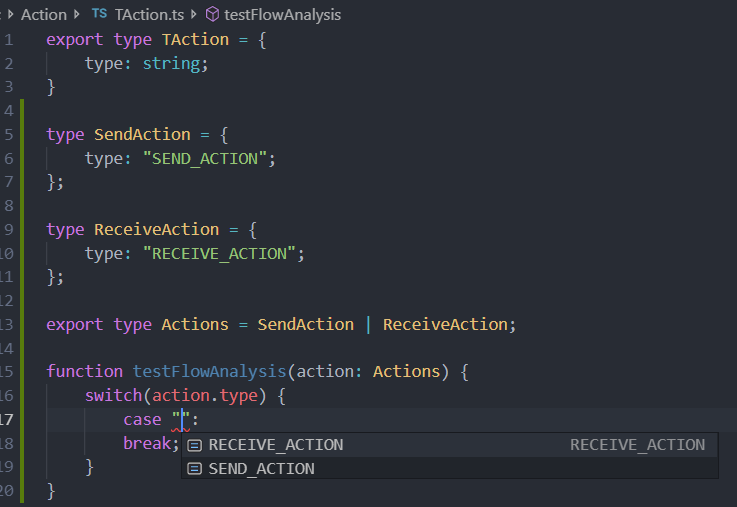 : > Action > TS TAction.ts > testFlowAnalysis
1 export type TAction = {
2     type: string;
3 }
4
5 type SendAction = {
6     type: "SEND_ACTION";
7 };
8
9 type ReceiveAction = {
10     type: "RECEIVE_ACTION";
11 };
12
13 export type Actions = SendAction | ReceiveAction;
14
15 function testFlowAnalysis(action: Actions) {
16     switch(action.type) {
17         case "":
18         break; RECEIVE_ACTION RECEIVE_ACTION
19     } SEND_ACTION
20 }